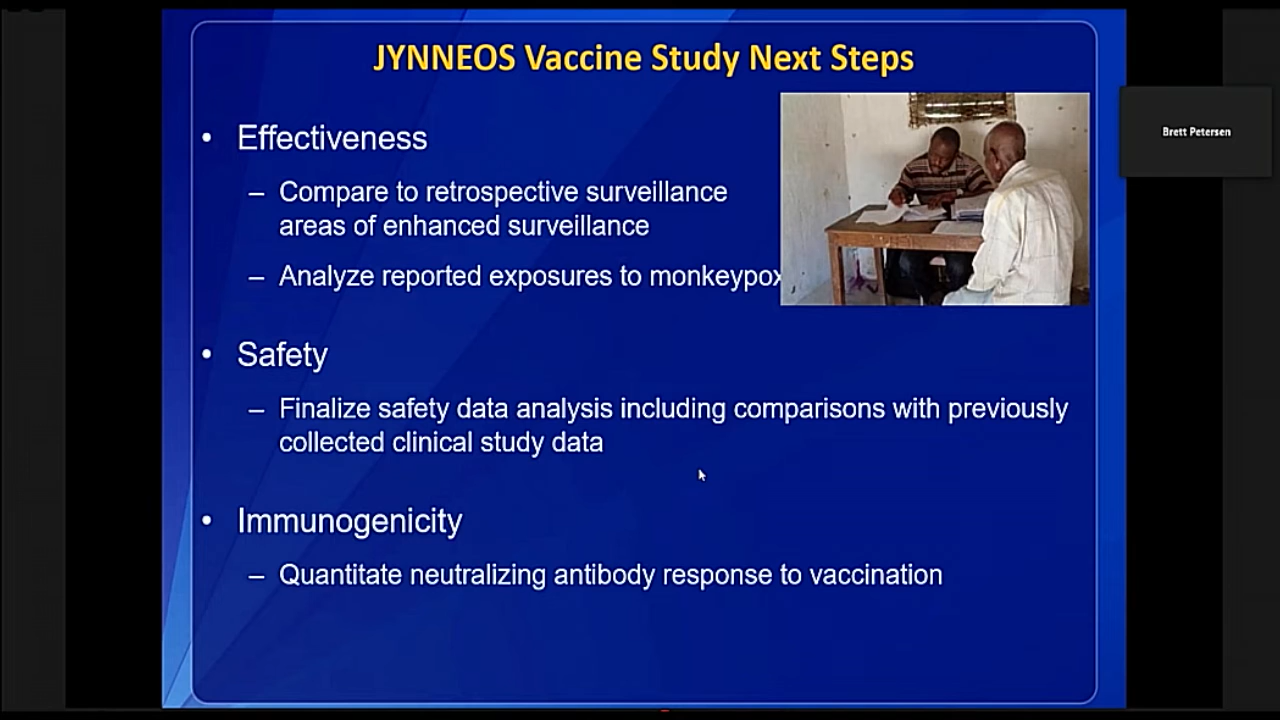 JYNNEOS Vaccine Study Next Steps
• Effectiveness
– Compare to retrospective surveillance
areas of enhanced surveillance
– Analyze reported exposures to monkeypox
• Safety
– Finalize safety data analysis including comparisons with previously
collected clinical study data
• Immunogenicity
– Quantitate neutralizing antibody response to vaccination
Brett Petersen